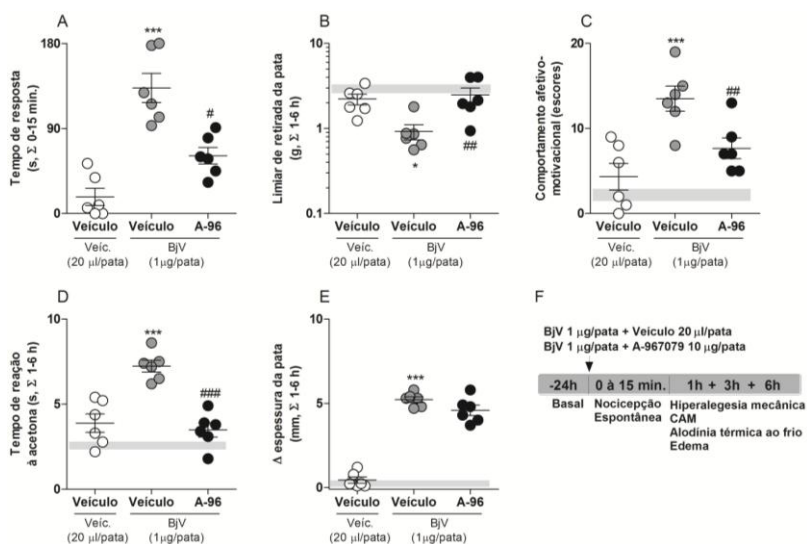 A
Tempo de resposta
(s, Σ 0-15 min.)
180
90
0
***
#
Veículo Veículo A-96
Veíc. BjV
(20 µl/pata) (1µg/pata)
B
Limiar de retirada da pata
(g, Σ 1-6 h)
10
1
0.1
*
##
Veículo Veículo A-96
Veíc. BjV
(20 µl/pata) (1µg/pata)
C
Comportamento afetivo-
motivacional (escores)
20
10
0
***
##
Veículo Veículo A-96
Veíc. BjV
(20 µl/pata) (1µg/pata)
D
Tempo de reação
à acetona (s, Σ 1-6 h)
10
5
0
***
###
Veículo Veículo A-96
Veíc. BjV
(20 µl/pata) (1µg/pata)
E
Δ espessura da pata
(mm, Σ 1-6 h)
10
5
0
***
Veículo Veículo A-96
Veíc. BjV
(20 µl/pata) (1µg/pata)
F
BjV 1 µg/pata + Veículo 20 µl/pata
BjV 1 µg/pata + A-967079 10 µg/pata
-24h 0 à 15 min. 1h + 3h + 6h
Basal
Nocicepção
Espontânea
Hiperalegesia mecânica
CAM
Alodínia térmica ao frio
Edema